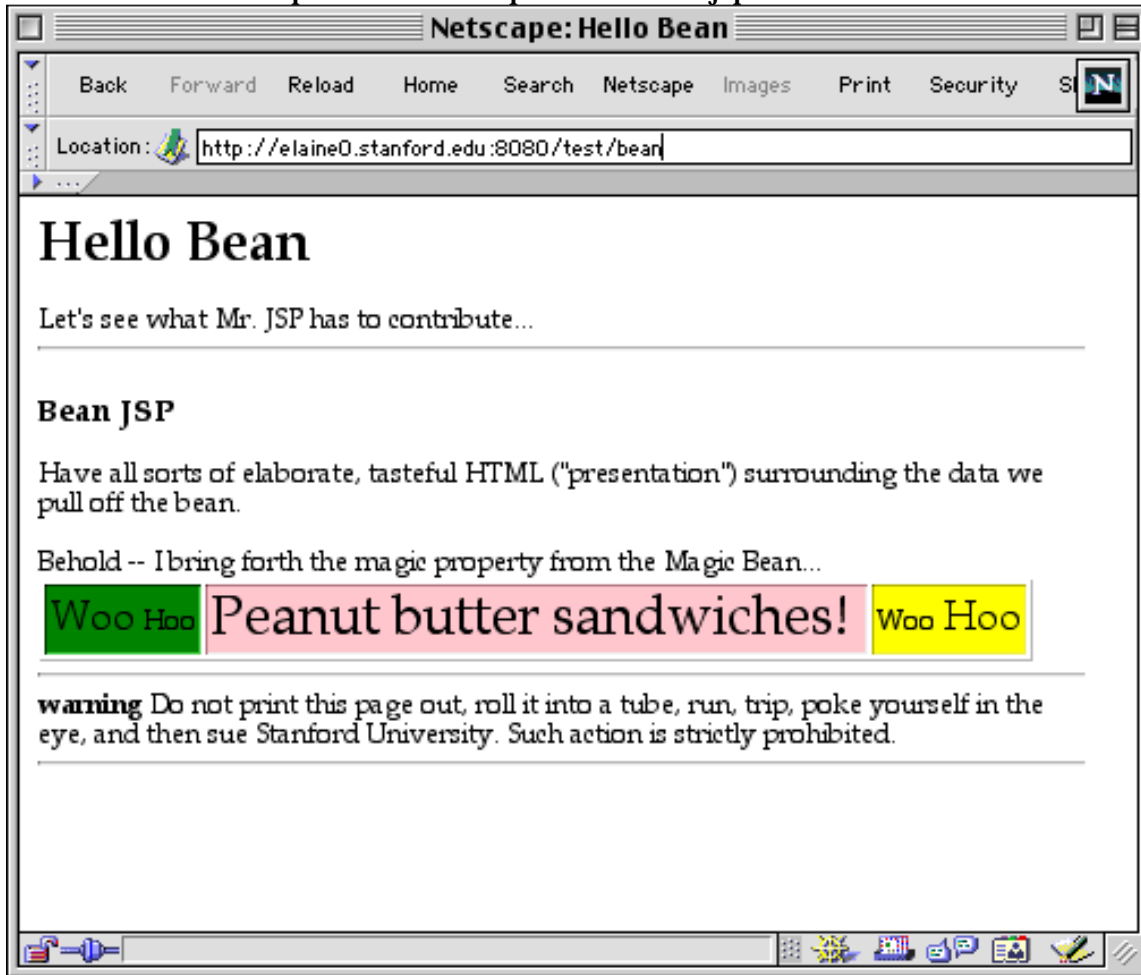 Netscape: Hello Bean
Back Forward Reload Home Search Netscape Images Print Security
N
Location: http://elaine0.stanford.edu:8080/test/bean
...
Hello Bean
Let's see what Mr. JSP has to contribute...
Bean JSP
Have all sorts of elaborate, tasteful HTML ("presentation") surrounding the data we
pull off the bean.
Behold -- I bring forth the magic property from the Magic Bean...
Woo Hoo Peanut butter sandwiches! Woo Hoo
warning Do not print this page out, roll it into a tube, run, trip, poke yourself in the
eye, and then sue Stanford University. Such action is strictly prohibited.